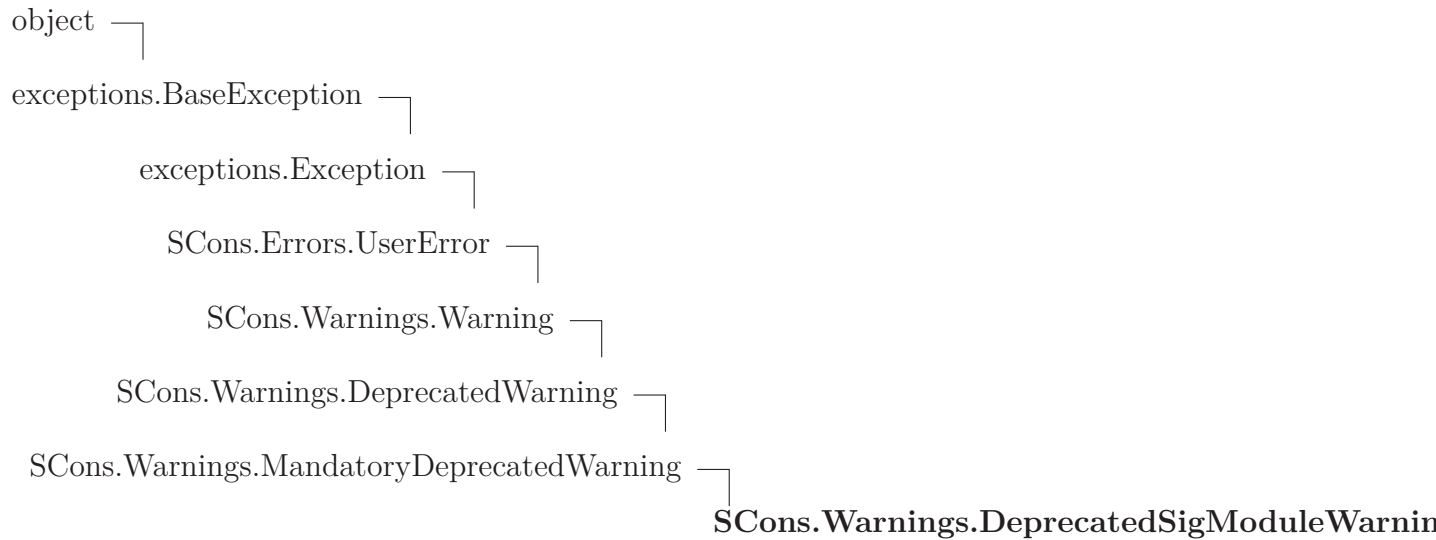 object
exceptions.BaseException
exceptions.Exception
SCons.Errors.UserError
SCons.Warnings.Warning
SCons.Warnings.DeprecatedWarning
SCons.Warnings.MandatoryDeprecatedWarning
SCons.Warnings.DeprecatedSigModuleWarnin